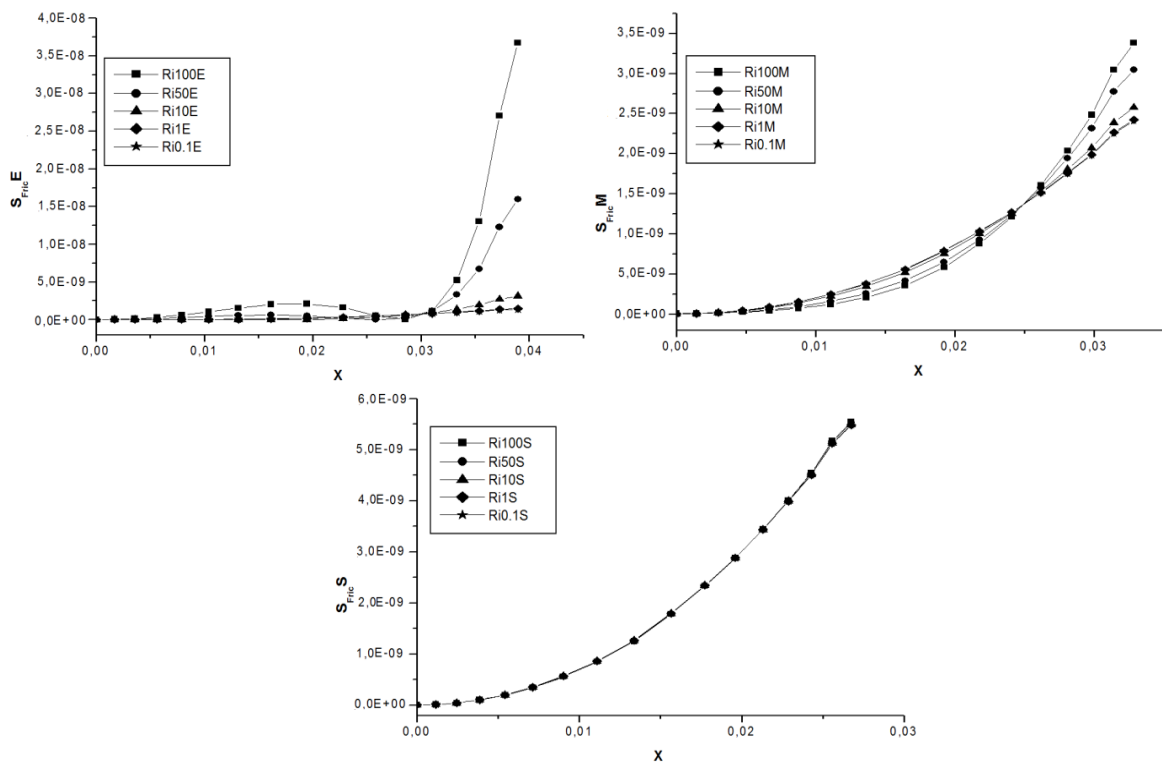 4,0E-08
3,5E-08
3,0E-08
2,5E-08
2,0E-08
1,5E-08
1,0E-08
5,0E-09
0,0E+00
S_Fric E
Ri100E
Ri50E
Ri10E
Ri1E
Ri0.1E
0,00 0,01 0,02 0,03 0,04
X
3,5E-09
3,0E-09
2,5E-09
2,0E-09
1,5E-09
1,0E-09
5,0E-10
0,0E+00
S_Fric M
Ri100M
Ri50M
Ri10M
Ri1M
Ri0.1M
0,00 0,01 0,02 0,03
X
6,0E-09
5,0E-09
4,0E-09
3,0E-09
2,0E-09
1,0E-09
0,0E+00
S_Fric S
Ri100S
Ri50S
Ri10S
Ri1S
Ri0.1S
0,00 0,01 0,02 0,03
X